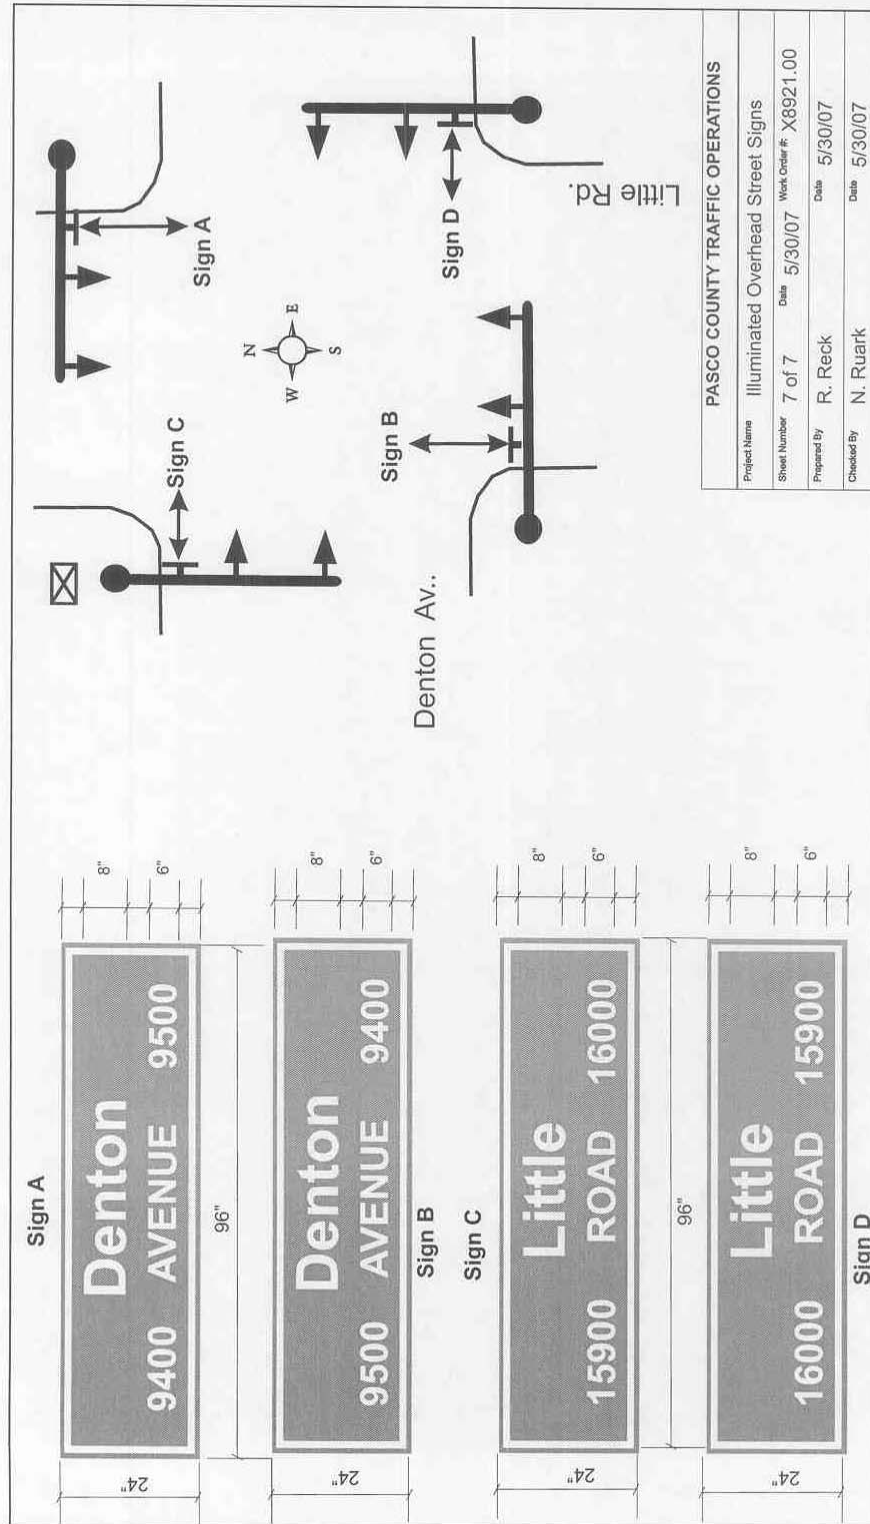 Sign A
Denton
9400 AVENUE 9500
24"
8"
6"
96"
Denton
9500 AVENUE 9400
24"
8"
6"
Sign B
Sign C
Little
15900 ROAD 16000
24"
8"
6"
96"
Little
16000 ROAD 15900
24"
8"
6"
Sign D
Sign A
Sign C
N
W E
S
Sign B
Sign D
Denton Av..
Little Rd.
PASCO COUNTY TRAFFIC OPERATIONS
Project Name Illuminated Overhead Street Signs
Sheet Number 7 of 7 Date 5/30/07 Work Order #: X8921.00
Prepared By R. Reck Date 5/30/07
Checked By N. Ruark Date 5/30/07